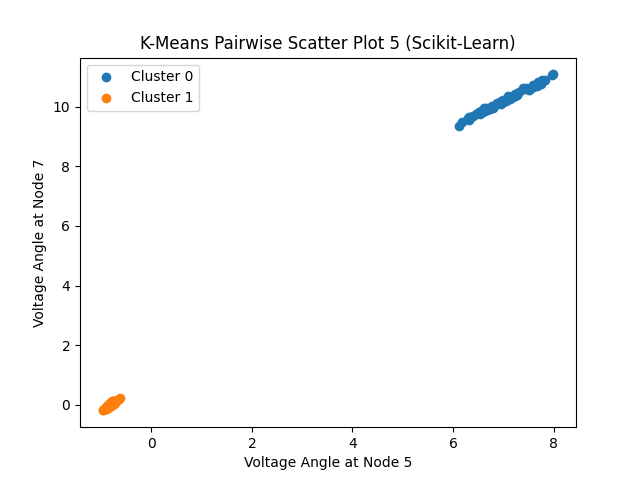 K-Means Pairwise Scatter Plot 5 (Scikit-Learn)
Cluster 0
Cluster 1
10
8
6
4
2
0
Voltage Angle at Node 7
0 2 4 6 8
Voltage Angle at Node 5